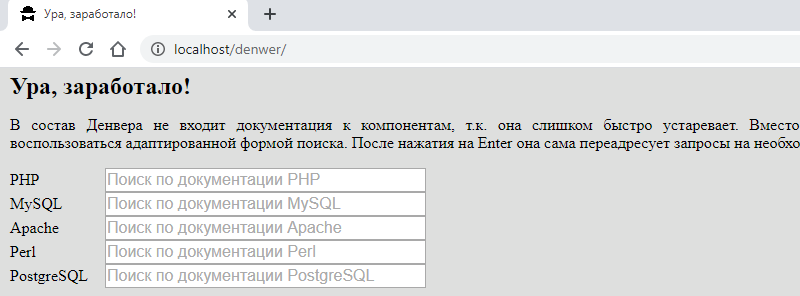 Ура, заработало!
localhost/denwer/
Ура, заработало!
В состав Денвера не входит документация к компонентам, т.к. она слишком быстро устаревает. Вместо
воспользоваться адаптированной формой поиска. После нажатия на Enter она сама переадресует запросы на необхо
PHP Поиск по документации PHP
MySQL Поиск по документации MySQL
Apache Поиск по документации Apache
Perl Поиск по документации Perl
PostgreSQL Поиск по документации PostgreSQL